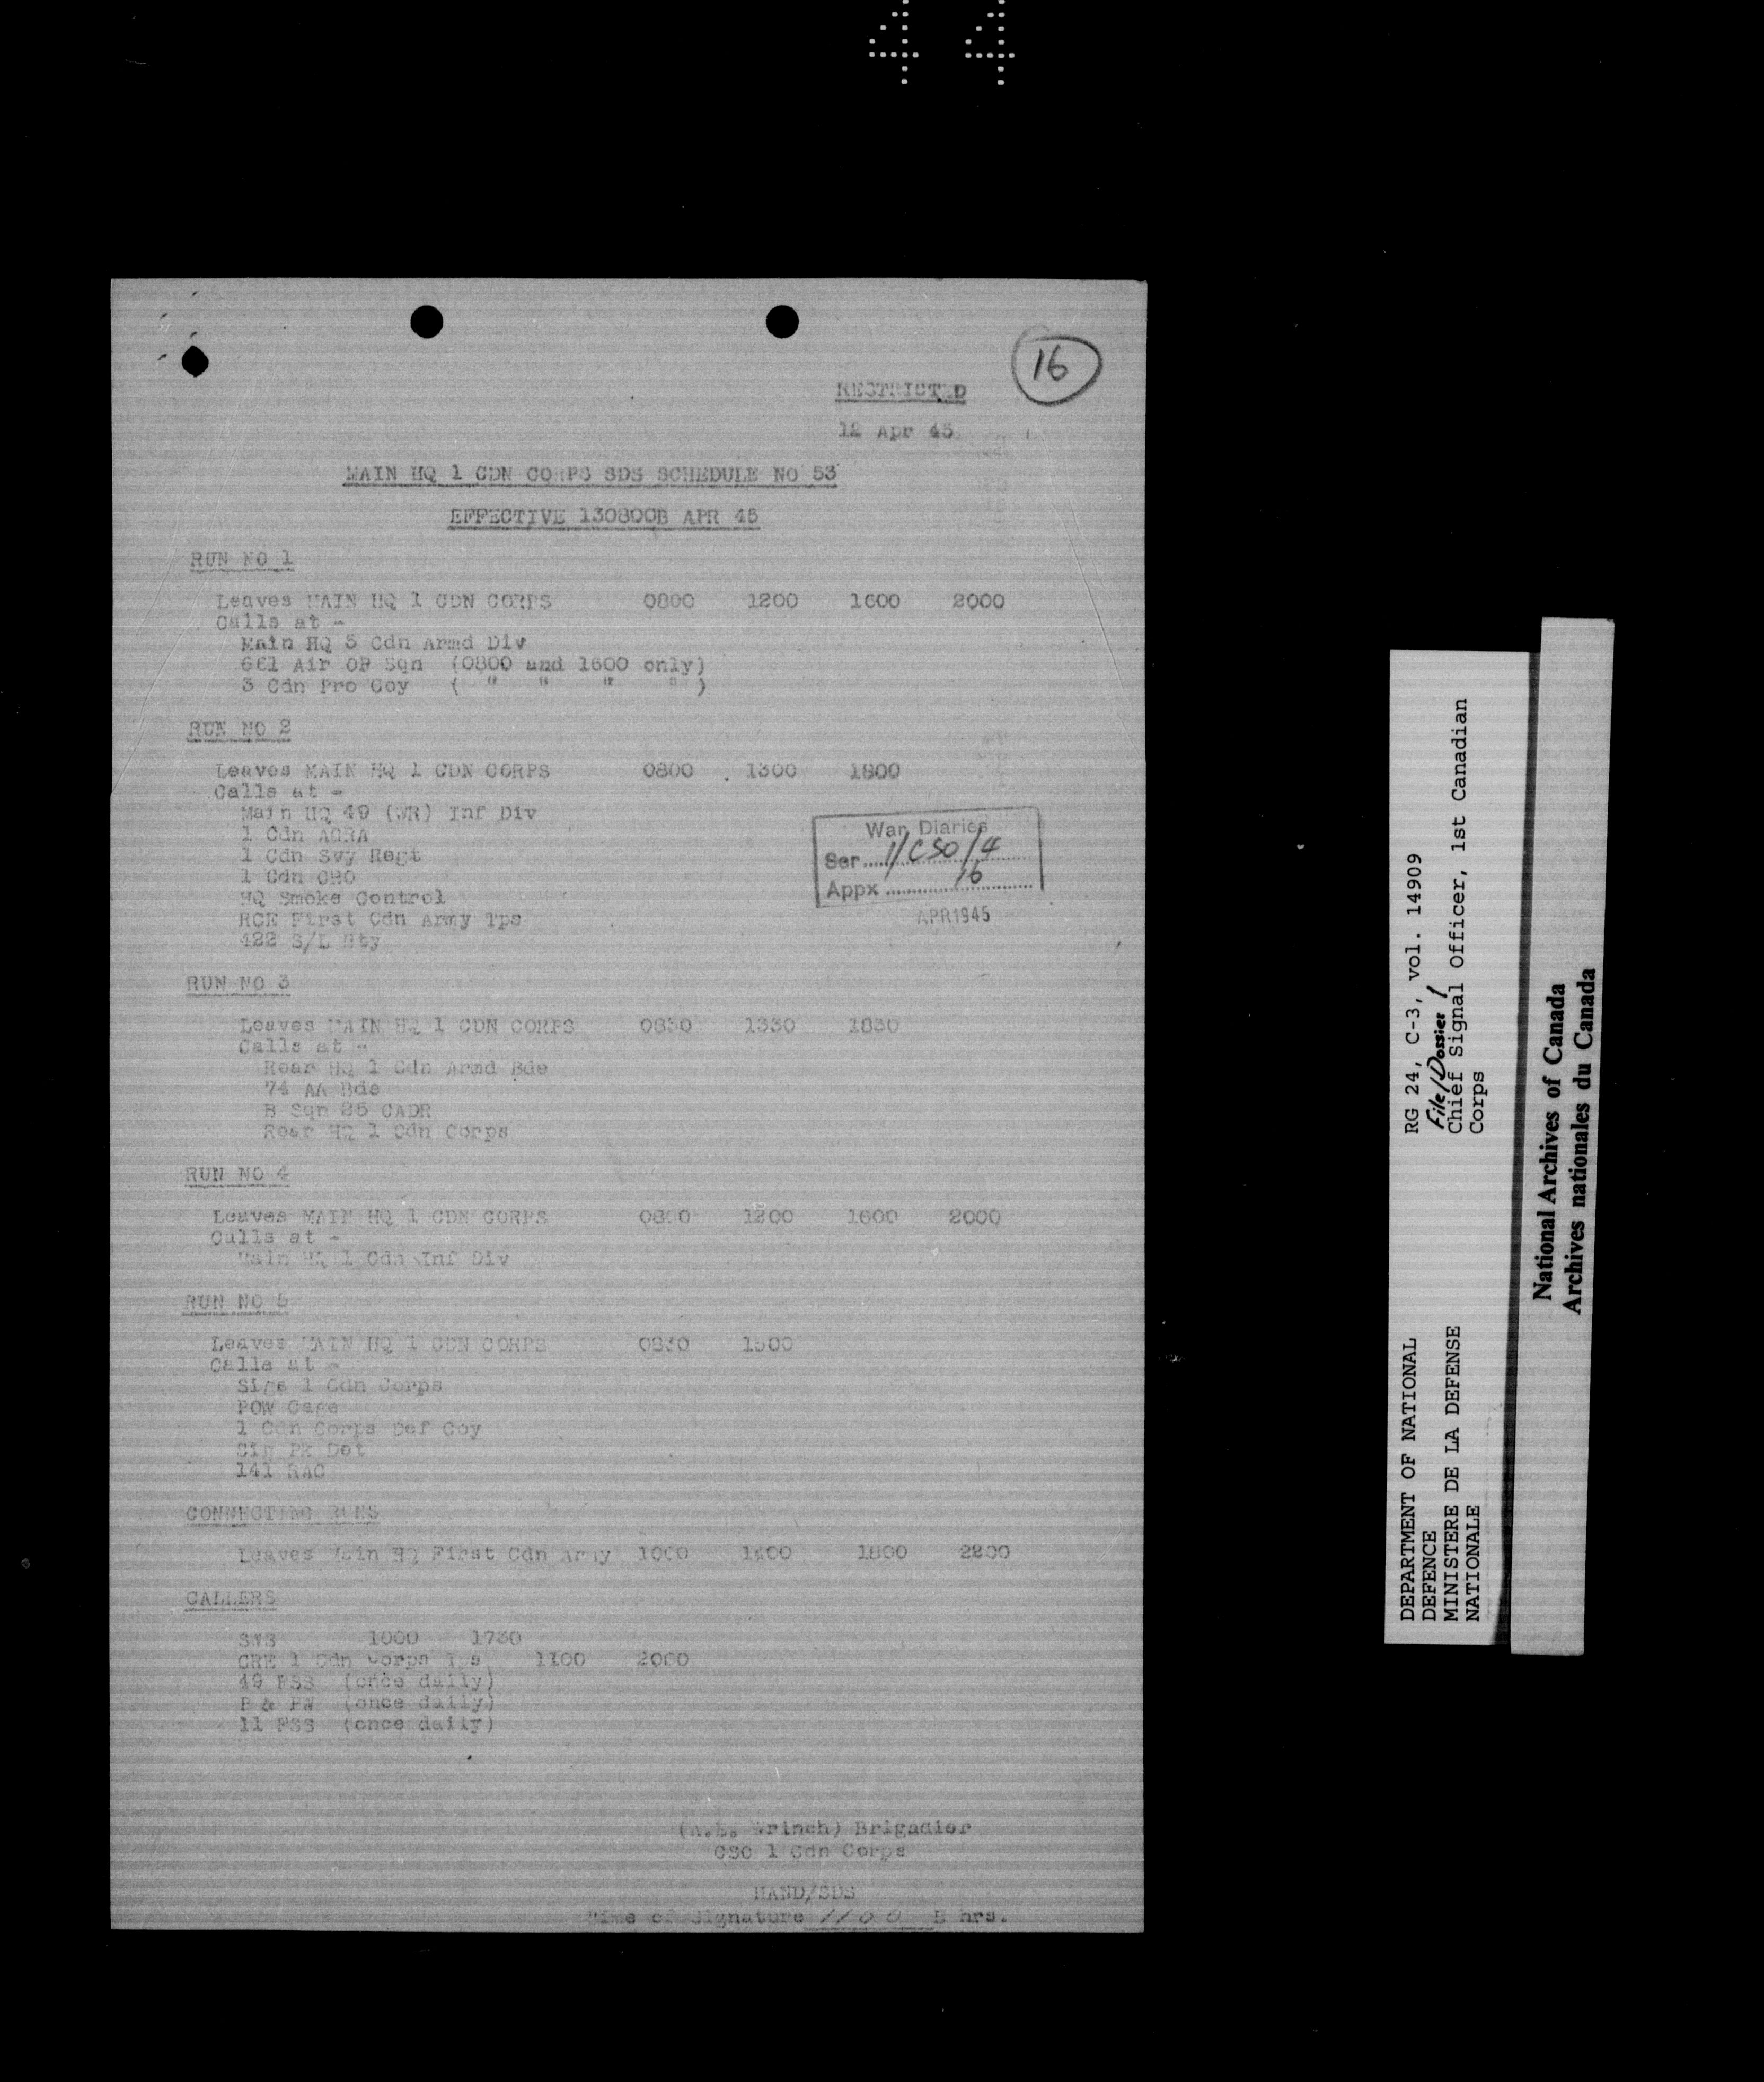 44
16
RESTRICTED
12 Apr 45
MAIN HQ 1 CDN CORPS SDS SCHEDULE NO 53
EFFECTIVE 130800B APR 45
RUN NO 1
Leaves MAIN HQ 1 CDN CORPS 0800 1200 1600 2000
Calls at -
Main HQ 5 Cdn Armd Div
661 Air OP Sqn (0800 and 1600 only)
3 Cdn Pro Coy ( " " " " )
RUN NO 2
Leaves MAIN HQ 1 CDN CORPS 0800 1300 1800
Calls at -
Main HQ 49 (WR) Inf Div
1 Cdn AGRA
1 Cdn Svy Regt
1 Cdn CBO
HQ Smoke Control
RCE First Cdn Army Tps
422 S/L Bty
War Diaries
Ser. 1/CSO/4
Appx 16
APR 1945
RUN NO 3
Leaves MAIN HQ 1 CDN CORPS 0830 1330 1830
Calls at -
Rear HQ 1 Cdn Armd Bde
74 AA Bde
B Sqn 25 CADR
Rear HQ 1 Cdn Corps
RUN NO 4
Leaves MAIN HQ 1 CDN CORPS 0800 1200 1600 2000
Calls at -
Main HQ 1 Cdn Inf Div
RUN NO 5
Leaves MAIN HQ 1 CDN CORPS 0830 1500
Calls at -
Sigs 1 Cdn Corps
POW Cage
1 Cdn Corps Def Coy
Sig Pk Det
141 RAC
CONNECTING RUNS
Leaves Main HQ First Cdn Army 1000 1400 1800 2200
CALLERS
SWS 1000 1730
CRE 1 Cdn Corps Tps 1100 2000
49 FSS (once daily)
P & PW (once daily)
11 FSS (once daily)
(A.E. Wrinch) Brigadier
CSO 1 Cdn Corps
HAND/SDS
Time of Signature 1100 B hrs.
DEPARTMENT OF NATIONAL
DEFENCE
MINISTERE DE LA DEFENSE
NATIONALE
RG 24, C-3, vol. 14909
File/Dossier 1
Chief Signal Officer, 1st Canadian
Corps
National Archives of Canada
Archives nationales du Canada